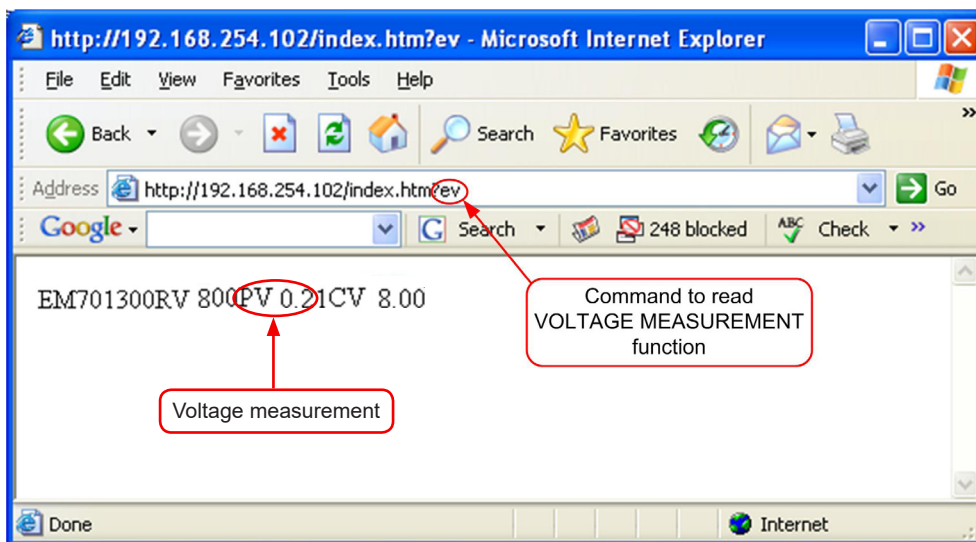 http://192.168.254.102/index.htm?ev - Microsoft Internet Explorer
File Edit View Favorites Tools Help
Back Search Favorites »
Address http://192.168.254.102/index.htm?ev Go
Google G Search 248 blocked ABC Check »
EM701300RV 800PV 0.21CV 8.00
Command to read
VOLTAGE MEASUREMENT
function
Voltage measurement
Done Internet